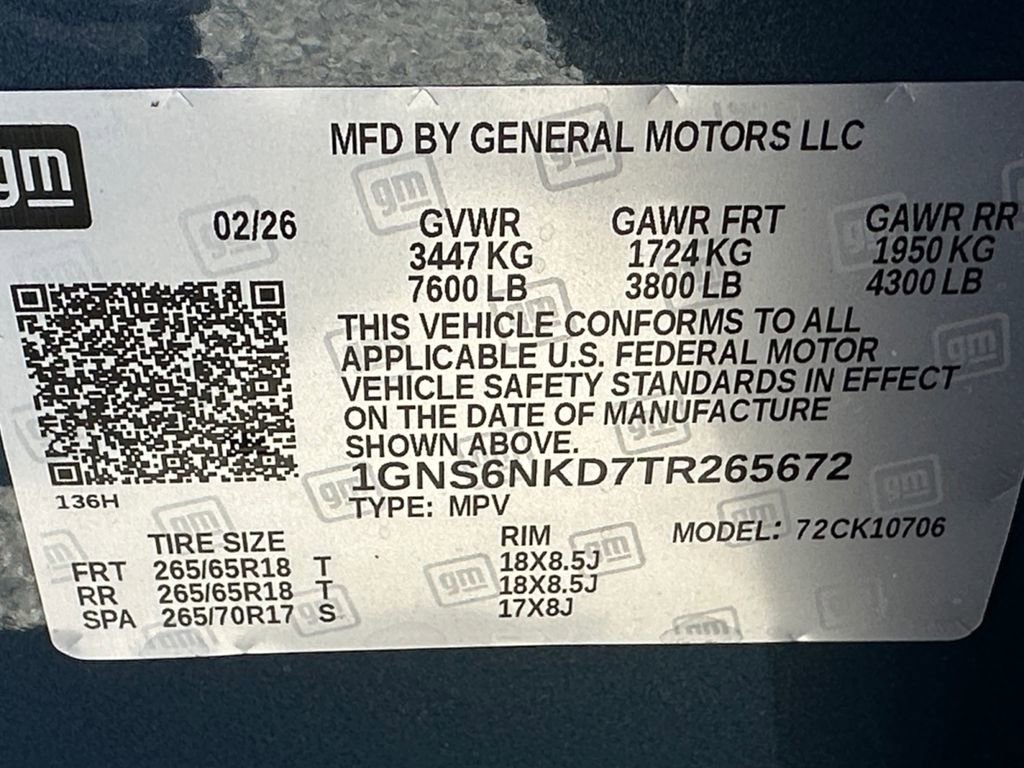 gm
MFD BY GENERAL MOTORS LLC
02/26 GVWR GAWR FRT GAWR RR
3447 KG 1724 KG 1950 KG
7600 LB 3800 LB 4300 LB
THIS VEHICLE CONFORMS TO ALL
APPLICABLE U.S. FEDERAL MOTOR
VEHICLE SAFETY STANDARDS IN EFFECT
ON THE DATE OF MANUFACTURE
SHOWN ABOVE.
1GNS6NKD7TR265672
136H
TYPE: MPV
TIRE SIZE RIM MODEL: 72CK10706
FRT 265/65R18 T 18X8.5J
RR 265/65R18 T 18X8.5J
SPA 265/70R17 S 17X8J